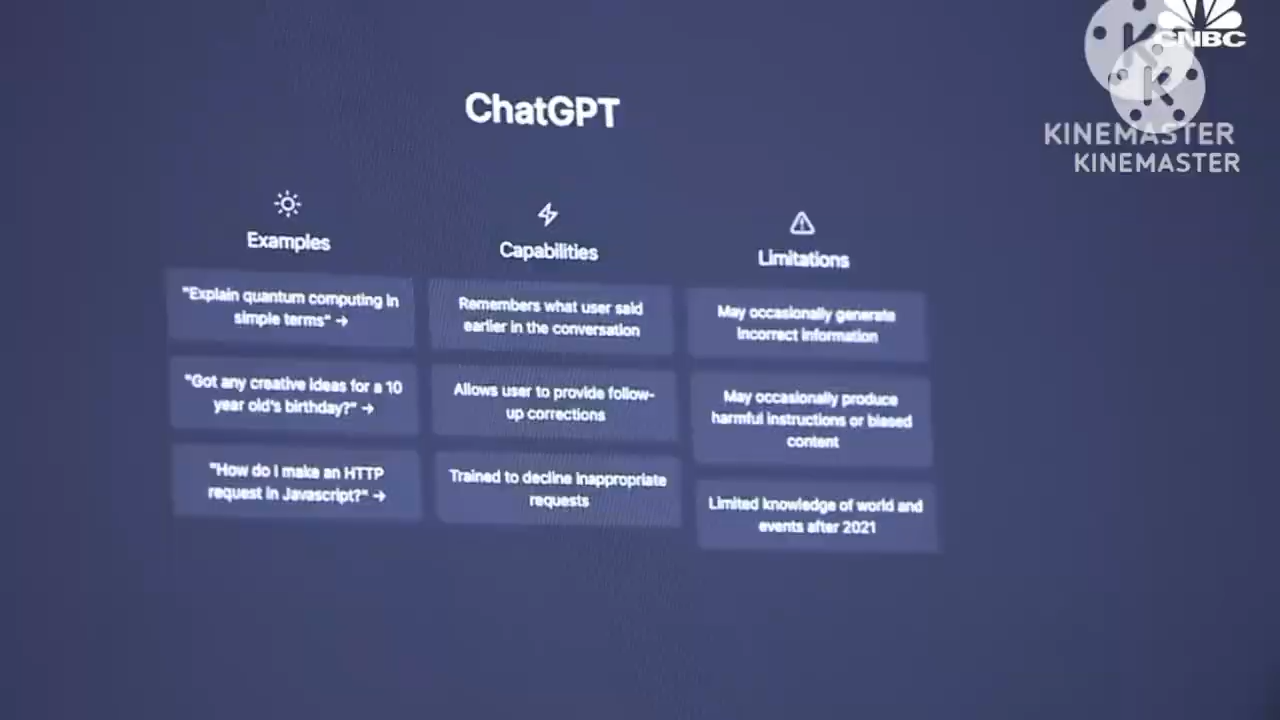 CNBC
KINEMASTER
KINEMASTER
ChatGPT
Examples
"Explain quantum computing in
simple terms" →
"Got any creative ideas for a 10
year old's birthday?" →
"How do I make an HTTP
request in Javascript?" →
Capabilities
Remembers what user said
earlier in the conversation
Allows user to provide follow-
up corrections
Trained to decline inappropriate
requests
Limitations
May occasionally generate
incorrect information
May occasionally produce
harmful instructions or biased
content
Limited knowledge of world and
events after 2021